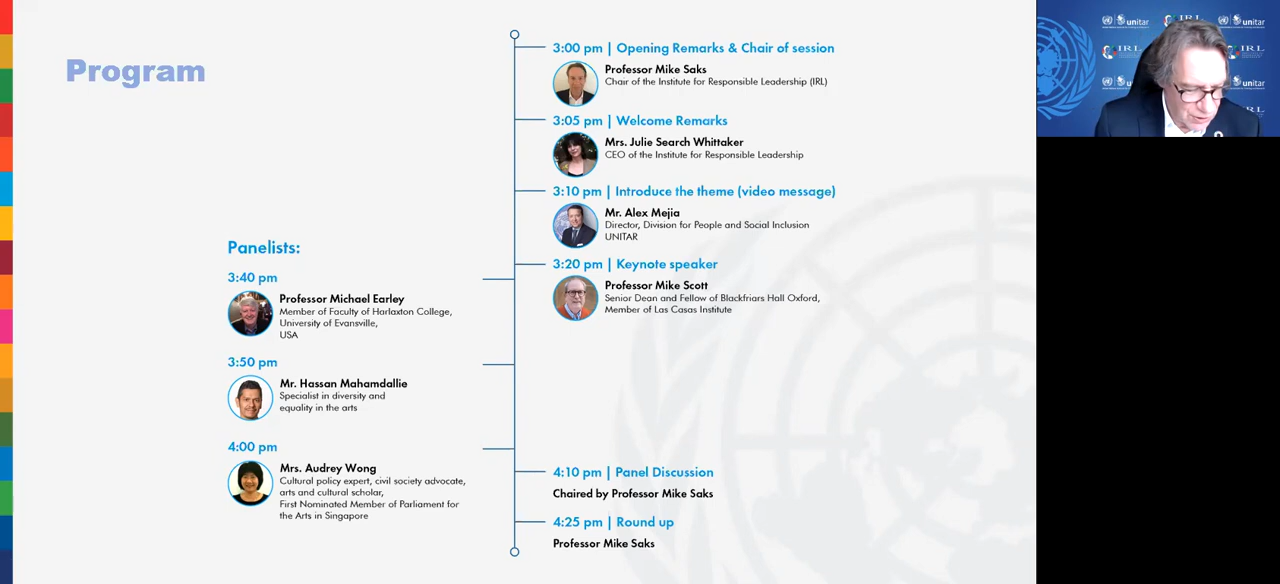 Program
3:00 pm | Opening Remarks & Chair of session
Professor Mike Saks
Chair of the Institute for Responsible Leadership (IRL)
3:05 pm | Welcome Remarks
Mrs. Julie Search Whittaker
CEO of the Institute for Responsible Leadership
3:10 pm | Introduce the theme (video message)
Mr. Alex Mejia
Director, Division for People and Social Inclusion
UNITAR
3:20 pm | Keynote speaker
Professor Mike Scott
Senior Dean and Fellow of Blackfriars Hall Oxford,
Member of Las Casas Institute
Panelists:
3:40 pm
Professor Michael Earley
Member of Faculty of Harlaxton College,
University of Evansville,
USA
3:50 pm
Mr. Hassan Mahamdallie
Specialist in diversity and
equality in the arts
4:00 pm
Mrs. Audrey Wong
Cultural policy expert, civil society advocate,
arts and cultural scholar,
First Nominated Member of Parliament for
the Arts in Singapore
4:10 pm | Panel Discussion
Chaired by Professor Mike Saks
4:25 pm | Round up
Professor Mike Saks
unitar
IRL
unitar
IRL
IRL
unitar
unitar